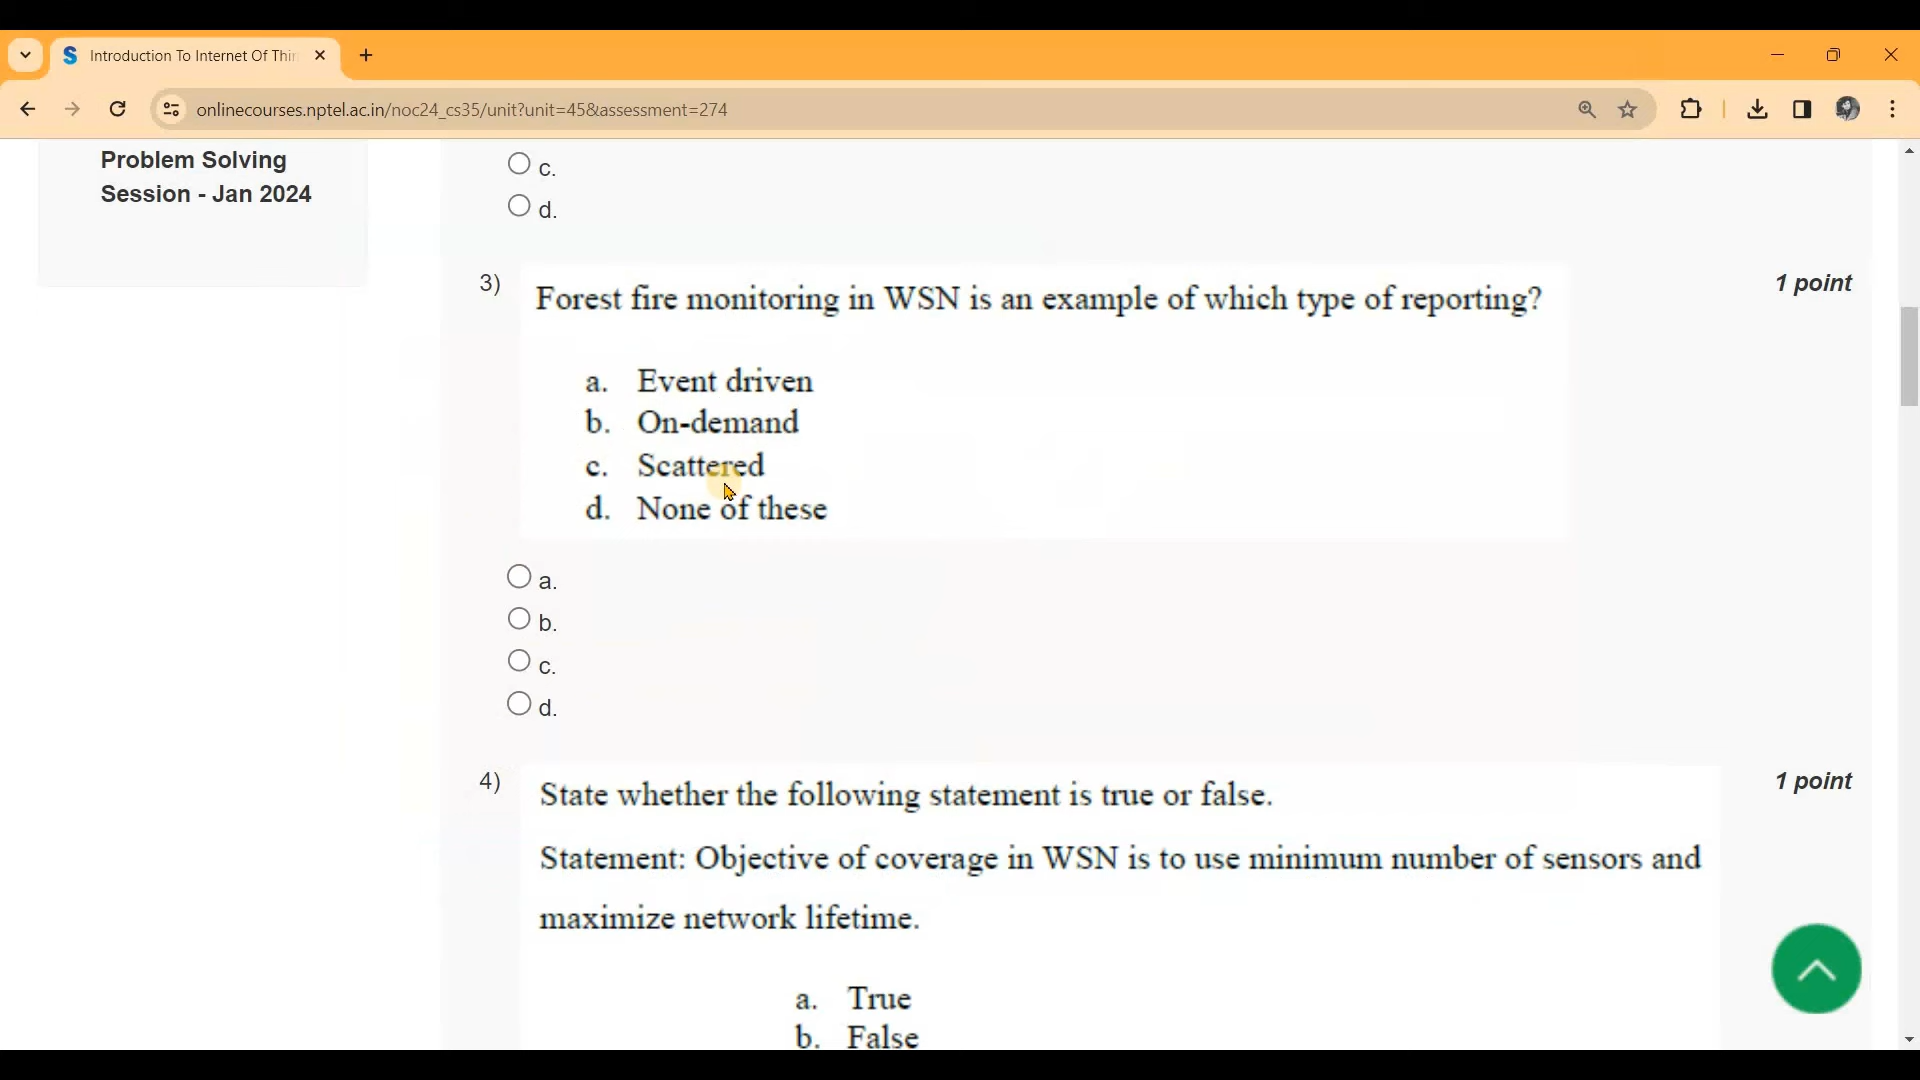 Introduction To Internet Of Thin
onlinecourses.nptel.ac.in/noc24_cs35/unit?unit=45&assessment=274
Problem Solving
Session - Jan 2024
c.
d.
3)
Forest fire monitoring in WSN is an example of which type of reporting?
1 point
a. Event driven
b. On-demand
c. Scattered
d. None of these
a.
b.
c.
d.
4)
State whether the following statement is true or false.
1 point
Statement: Objective of coverage in WSN is to use minimum number of sensors and
maximize network lifetime.
a. True
b. False